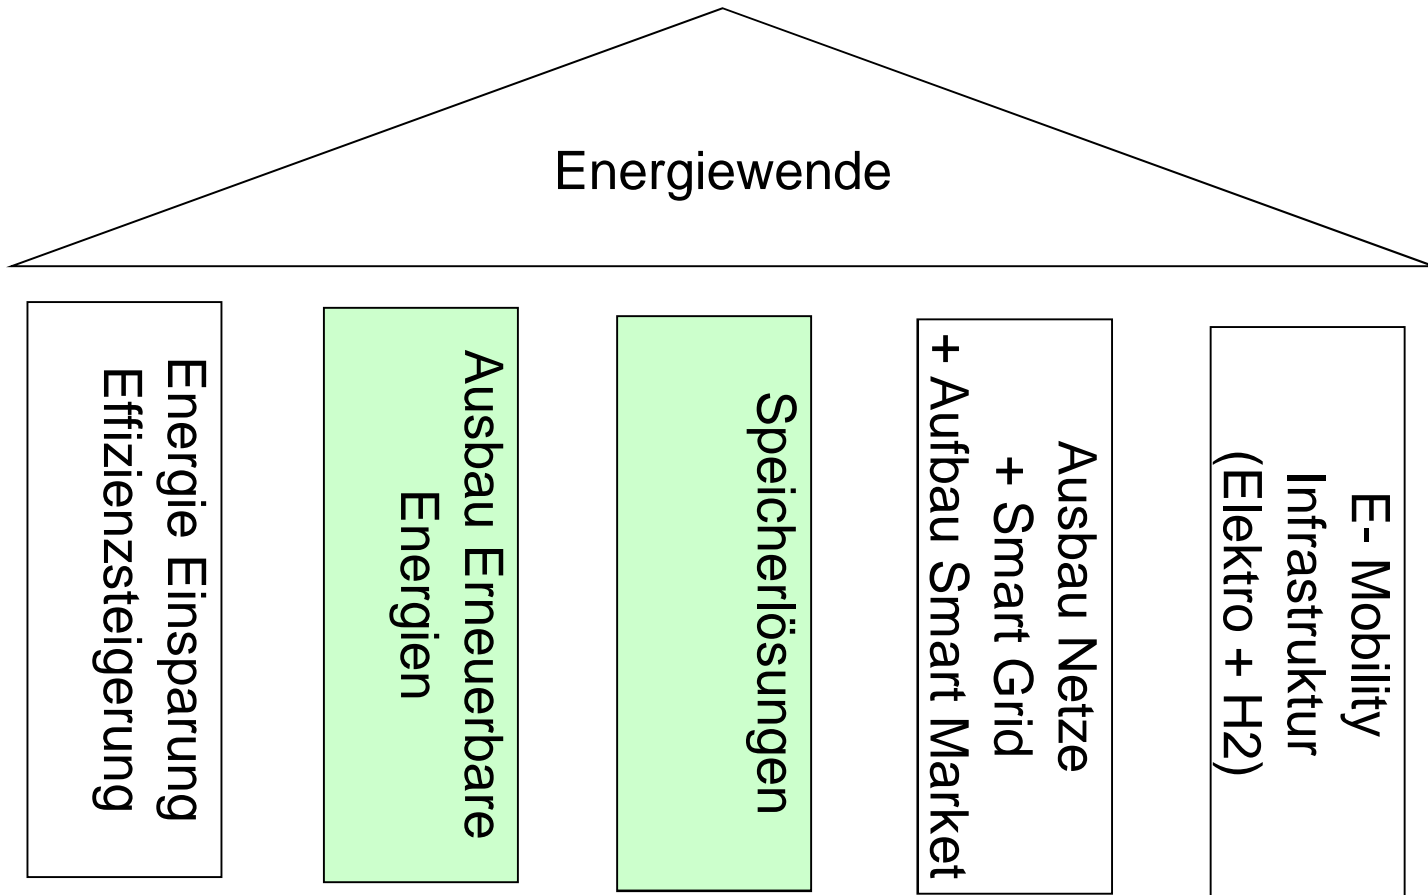 Energiewende
Energie Einsparung
Effizienzsteigerung
Ausbau Erneuerbare
Energien
Speicherlösungen
Ausbau Netze
+ Smart Grid
+ Aufbau Smart Market
E- Mobility
Infrastruktur
(Elektro + H2)